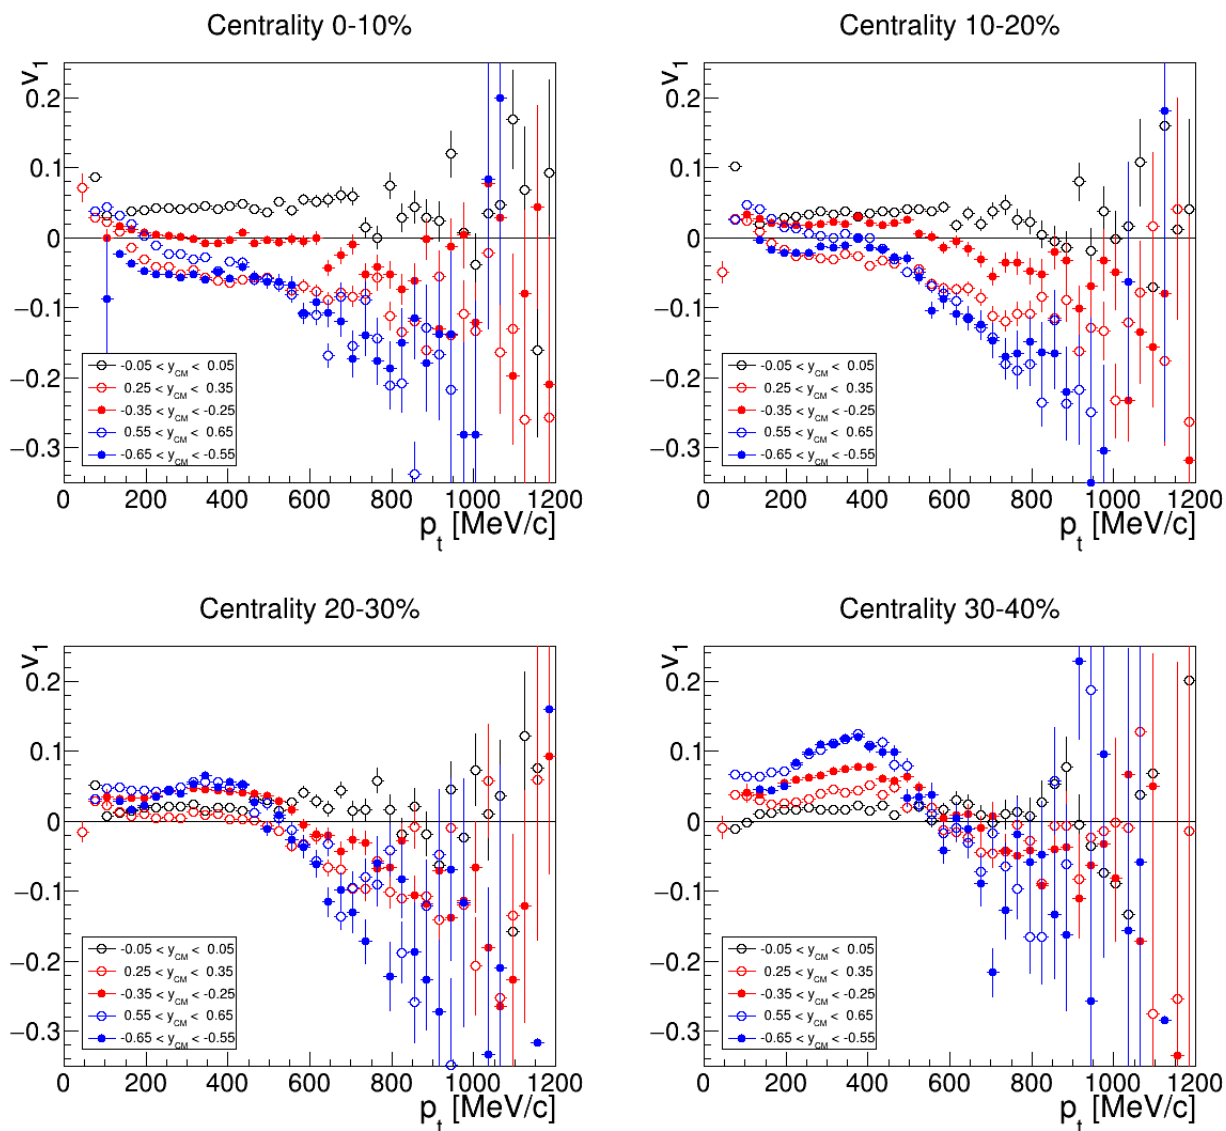 Centrality 0-10%
v1
0.2
0.1
0
−0.1
−0.2
−0.3
-0.05 < yCM < 0.05
0.25 < yCM < 0.35
-0.35 < yCM < -0.25
0.55 < yCM < 0.65
-0.65 < yCM < -0.55
0 200 400 600 800 1000 1200
pt [MeV/c]
Centrality 10-20%
v1
0.2
0.1
0
−0.1
−0.2
−0.3
-0.05 < yCM < 0.05
0.25 < yCM < 0.35
-0.35 < yCM < -0.25
0.55 < yCM < 0.65
-0.65 < yCM < -0.55
0 200 400 600 800 1000 1200
pt [MeV/c]
Centrality 20-30%
v1
0.2
0.1
0
−0.1
−0.2
−0.3
-0.05 < yCM < 0.05
0.25 < yCM < 0.35
-0.35 < yCM < -0.25
0.55 < yCM < 0.65
-0.65 < yCM < -0.55
0 200 400 600 800 1000 1200
pt [MeV/c]
Centrality 30-40%
v1
0.2
0.1
0
−0.1
−0.2
−0.3
-0.05 < yCM < 0.05
0.25 < yCM < 0.35
-0.35 < yCM < -0.25
0.55 < yCM < 0.65
-0.65 < yCM < -0.55
0 200 400 600 800 1000 1200
pt [MeV/c]